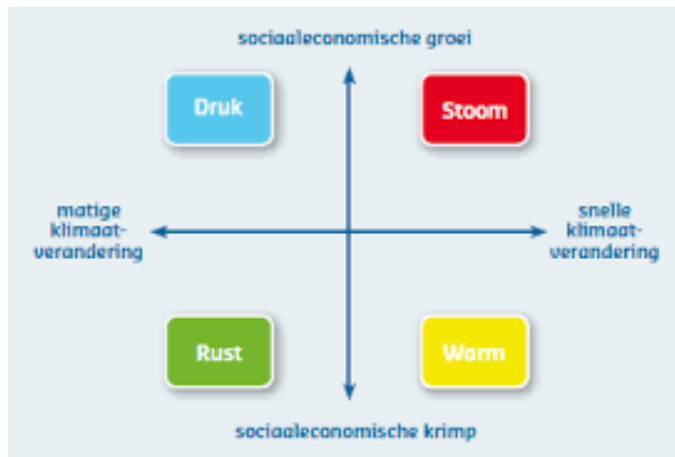 sociaaleconomische groei
Druk
Stoom
matige
klimaat-
verandering
snelle
klimaat-
verandering
Rust
Warm
sociaaleconomische krimp